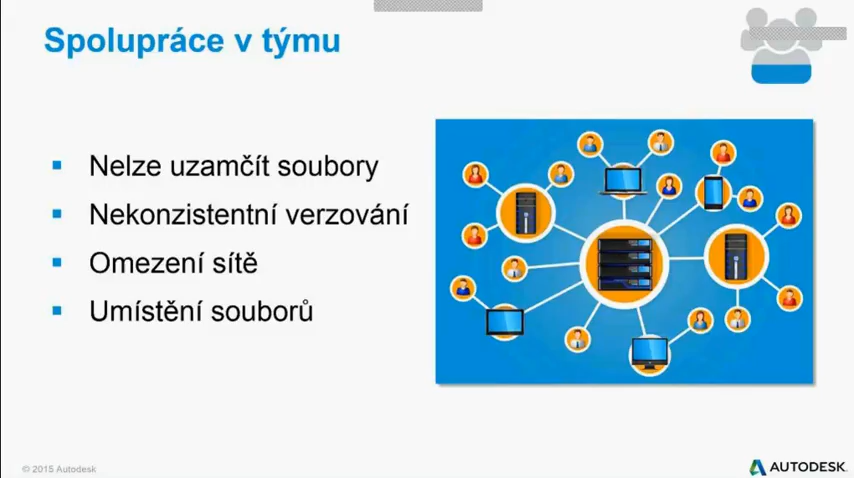 Spolupráce v týmu
Nelze uzamčít soubory
Nekonzistentní verzování
Omezení sítě
Umístění souborů
© 2015 Autodesk
AUTODESK.